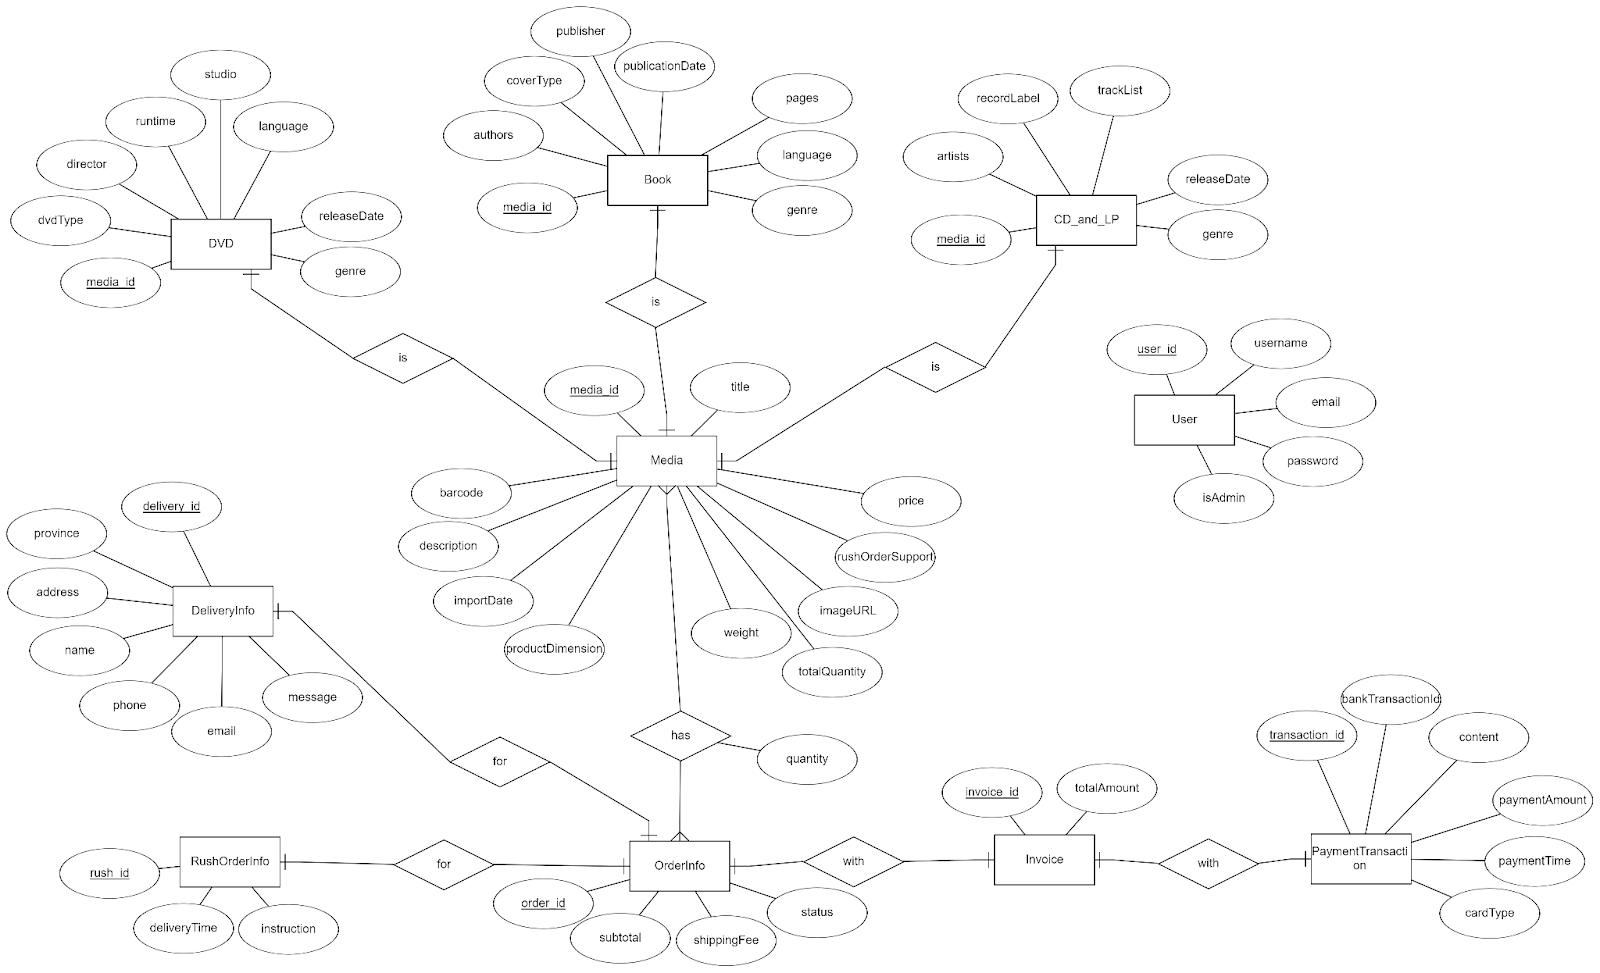 publisher
publicationDate
coverType
studio
pages
trackList
recordLabel
runtime
language
authors
language
artists
director
Book
releaseDate
media_id
genre
releaseDate
dvdType
CD_and_LP
genre
media_id
DVD
genre
media_id
is
user_id
username
is
is
media_id
title
email
User
Media
password
barcode
isAdmin
price
delivery_id
province
description
rushOrderSupport
address
importDate
imageURL
DeliveryInfo
weight
name
productDimension
totalQuantity
message
phone
email
bankTransactionId
transaction_id
content
has
quantity
for
invoice_id
totalAmount
paymentAmount
RushOrderInfo
for
OrderInfo
with
Invoice
with
PaymentTransacti
on
paymentTime
rush_id
order_id
status
cardType
deliveryTime
instruction
subtotal
shippingFee